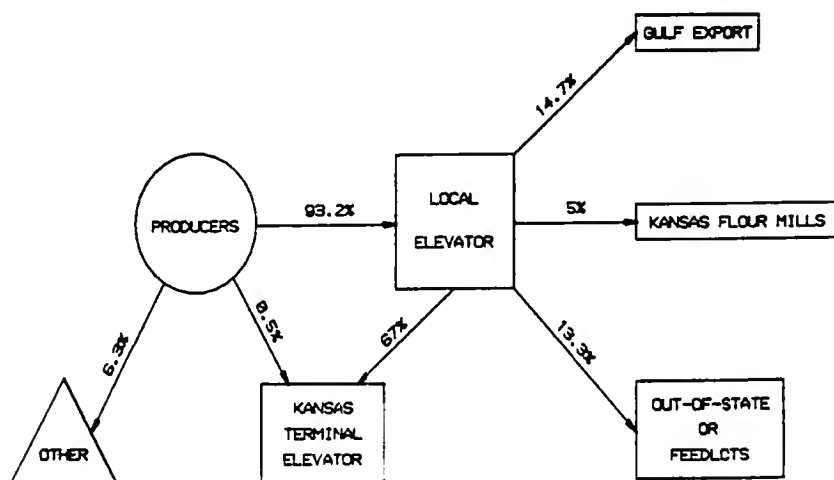 GULF EXPORT
14.7%
PRODUCERS
93.2%
LOCAL
ELEVATOR
5%
KANSAS FLOUR MILLS
6.3%
0.5%
67%
13.3%
OTHER
KANSAS
TERMINAL
ELEVATOR
OUT-OF-STATE
OR
FEEDLOTS